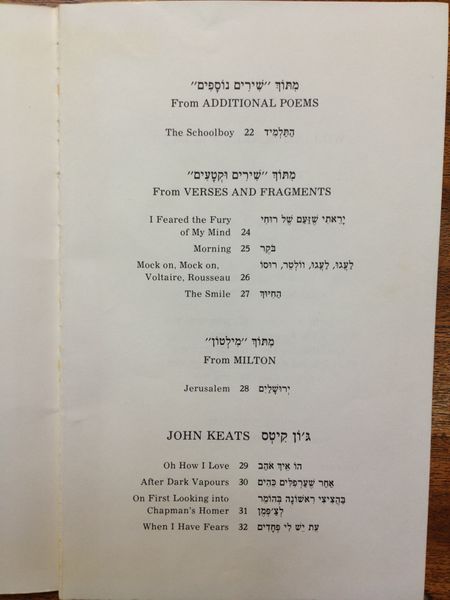 מִתּוֹךְ ״שִׁירִים נוֹסָפִים״
From ADDITIONAL POEMS
The Schoolboy 22 הַתַּלְמִיד
מִתּוֹךְ ״שִׁירִים וּקְטָעִים״
From VERSES AND FRAGMENTS
I Feared the Fury יָרֵאתִי שֶׁזַּעַם שֶׁל רוּחִי
of My Mind 24
Morning 25 בֹּקֶר
Mock on, Mock on, לַעֲגוּ, לַעֲגוּ, ווֹלְטֶר, רוּסוֹ
Voltaire, Rousseau 26
The Smile 27 הַחִיּוּךְ
מִתּוֹךְ ״מִילְטוֹן״
From MILTON
Jerusalem 28 יְרוּשָׁלַיִם
JOHN KEATS ג׳וֹן קִיטְס
Oh How I Love 29 הוֹ אֵיךְ אֹהַב
After Dark Vapours 30 אַחַר שֶׁעַרְפִלִּים כֵּהִים
On First Looking into בַּהֲצִיצִי רִאשׁוֹנָה בְּהוֹמֶר
Chapman's Homer 31 לְצֶ׳פְּמַן
When I Have Fears 32 עֵת יֵשׁ לִי פְּחָדִים